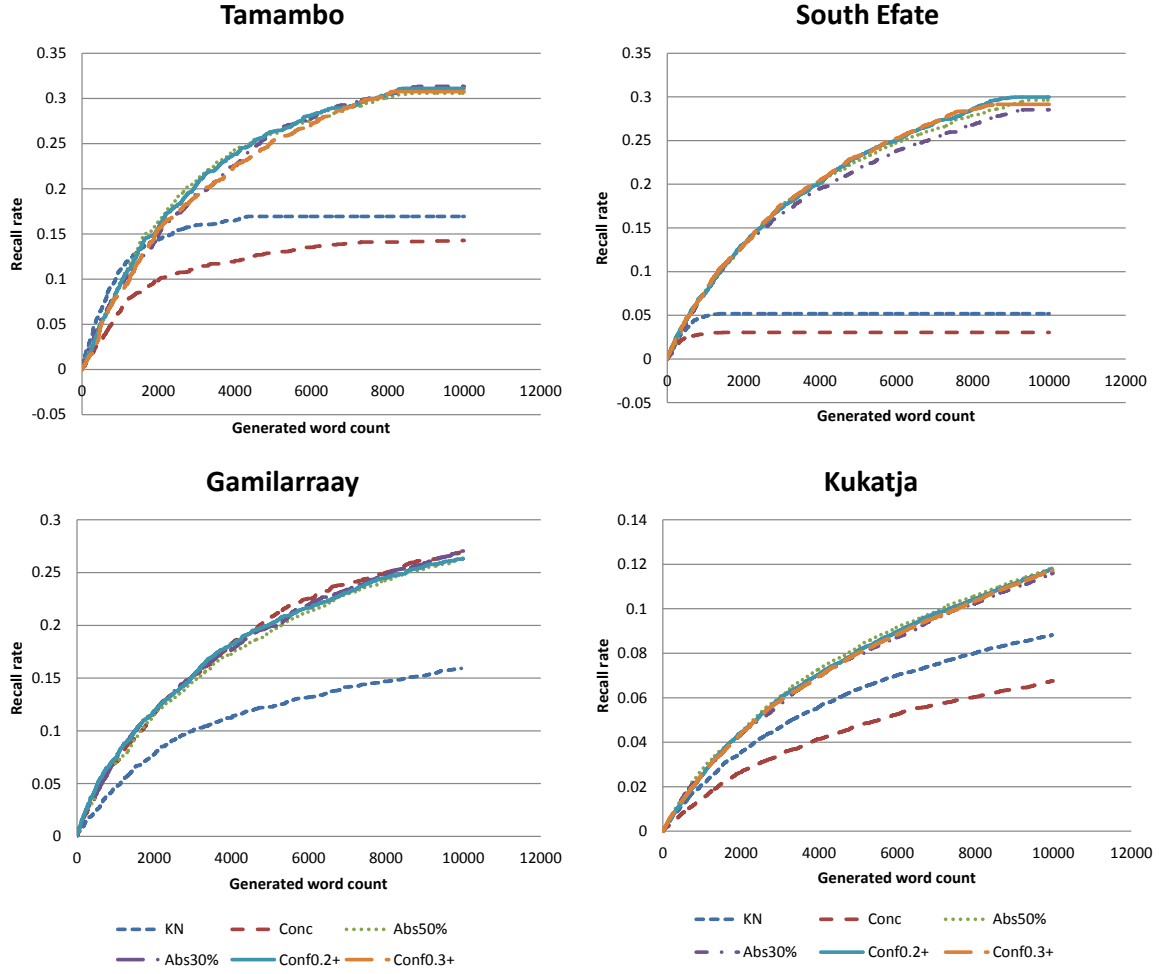 Tamambo
0.35
0.3
0.25
0.2
0.15
0.1
0.05
0
-0.05
Recall rate
0 2000 4000 6000 8000 10000 12000
Generated word count
South Efate
0.35
0.3
0.25
0.2
0.15
0.1
0.05
0
-0.05
Recall rate
0 2000 4000 6000 8000 10000 12000
Generated word count
Gamilarraay
0.3
0.25
0.2
0.15
0.1
0.05
0
Recall rate
0 2000 4000 6000 8000 10000 12000
Generated word count
KN Conc Abs50%
Abs30% Conf0.2+ Conf0.3+
Kukatja
0.14
0.12
0.1
0.08
0.06
0.04
0.02
0
Recall rate
0 2000 4000 6000 8000 10000 12000
Generated word count
KN Conc Abs50%
Abs30% Conf0.2+ Conf0.3+